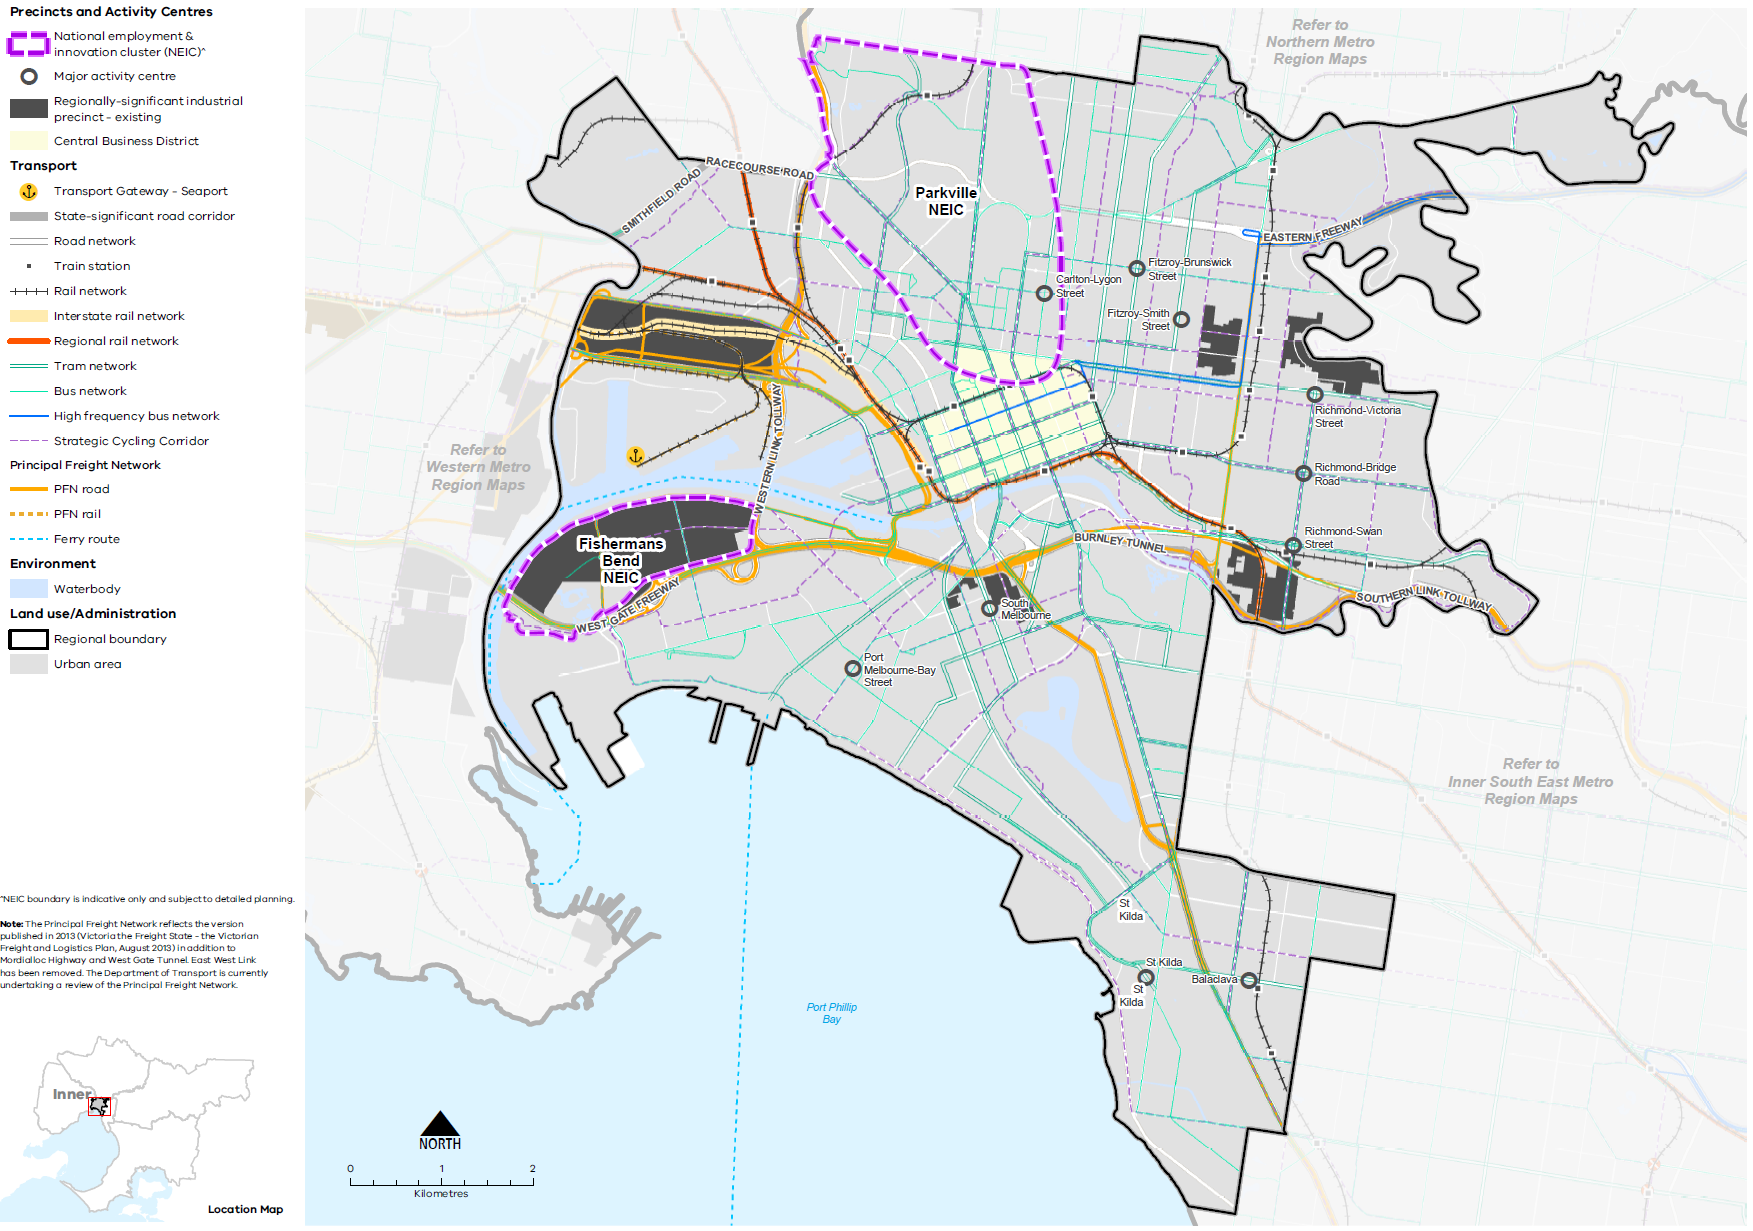 Precincts and Activity Centres
National employment &
innovation cluster (NEIC)^
Major activity centre
Regionally-significant industrial
precinct - existing
Central Business District
Transport
Transport Gateway - Seaport
State-significant road corridor
Road network
Train station
Rail network
Interstate rail network
Regional rail network
Tram network
Bus network
High frequency bus network
Strategic Cycling Corridor
Principal Freight Network
PFN road
PFN rail
Ferry route
Environment
Waterbody
Land use/Administration
Regional boundary
Urban area
^NEIC boundary is indicative only and subject to detailed planning.
Note: The Principal Freight Network reflects the version
published in 2013 (Victoria the Freight State - the Victorian
Freight and Logistics Plan, August 2013) in addition to
Mordialloc Highway and West Gate Tunnel. East West Link
has been removed. The Department of Transport is currently
undertaking a review of the Principal Freight Network.
Inner
Location Map
Refer to
Northern Metro
Region Maps
RACECOURSE ROAD
SMITHFIELD ROAD
Parkville
NEIC
EASTERN FREEWAY
Fitzroy-Brunswick
Street
Carlton-Lygon
Street
Fitzroy-Smith
Street
Richmond-Victoria
Street
WESTERN LINK TOLLWAY
Refer to
Western Metro
Region Maps
Richmond-Bridge
Road
Richmond-Swan
Street
Fishermans
Bend
NEIC
BURNLEY TUNNEL
WEST GATE FREEWAY
SOUTHERN LINK TOLLWAY
South
Melbourne
Port
Melbourne-Bay
Street
Refer to
Inner South East Metro
Region Maps
St
Kilda
St Kilda
St
Kilda
Balaclava
Port Phillip
Bay
NORTH
0 1 2
Kilometres